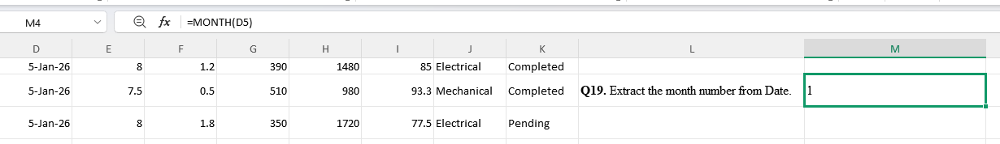 M4 fx =MONTH(D5)
D E F G H I J K L M
5-Jan-26 8 1.2 390 1480 85 Electrical Completed
5-Jan-26 7.5 0.5 510 980 93.3 Mechanical Completed Q19. Extract the month number from Date. 1
5-Jan-26 8 1.8 350 1720 77.5 Electrical Pending